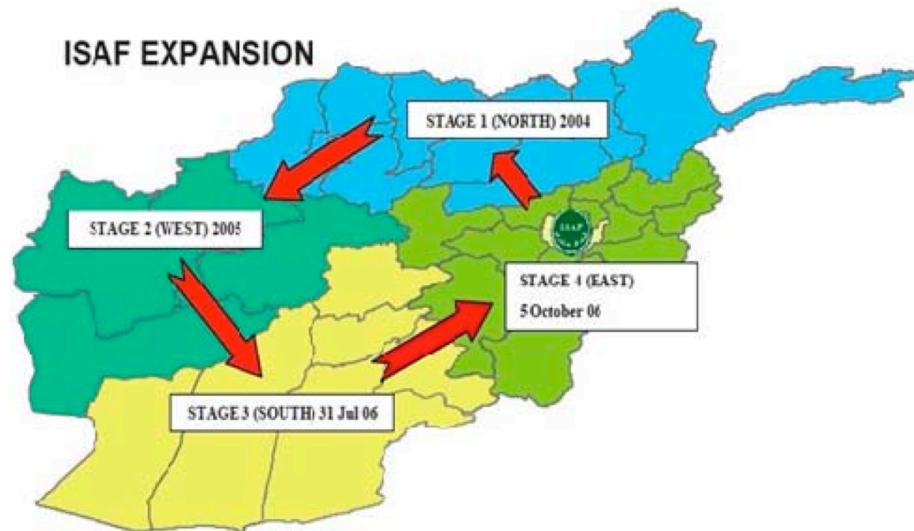 ISAF EXPANSION
STAGE 1 (NORTH) 2004
STAGE 2 (WEST) 2005
ISAF
STAGE 4 (EAST)
5 October 06
STAGE 3 (SOUTH) 31 Jul 06